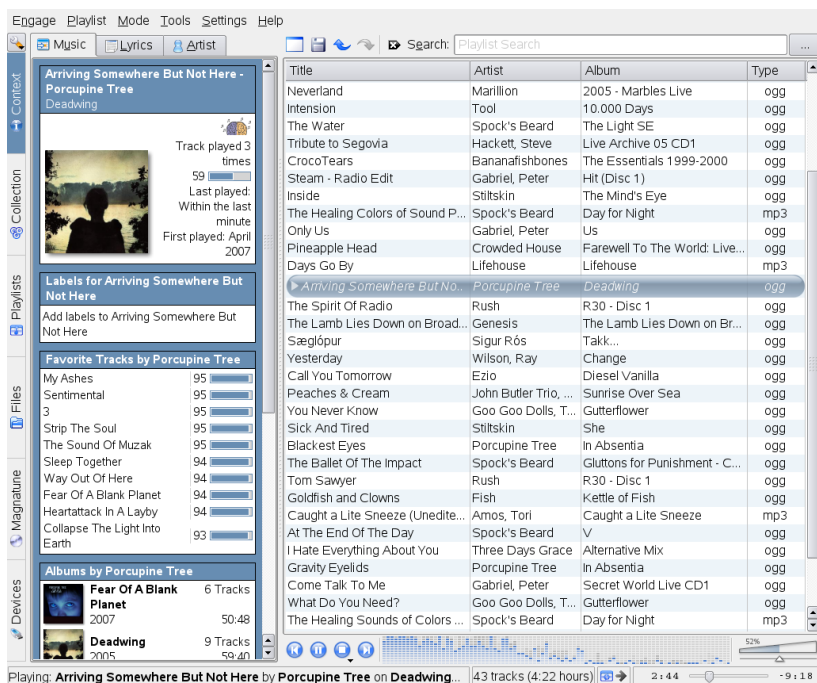 Engage Playlist Mode Tools Settings Help
Music Lyrics Artist
Search: Playlist Search ...
Context
Collection
Playlists
Files
Magnatune
Devices
Arriving Somewhere But Not Here -
Porcupine Tree
Deadwing
Track played 3
times
59
Last played:
Within the last
minute
First played: April
2007
Labels for Arriving Somewhere But
Not Here
Add labels to Arriving Somewhere But
Not Here
Favorite Tracks by Porcupine Tree
My Ashes 95
Sentimental 95
3 95
Strip The Soul 95
The Sound Of Muzak 95
Sleep Together 94
Way Out Of Here 94
Fear Of A Blank Planet 94
Heartattack In A Layby 94
Collapse The Light Into
Earth 93
Albums by Porcupine Tree
Fear Of A Blank 6 Tracks
Planet
2007 50:48
Deadwing 9 Tracks
2005 59:40
Title Artist Album Type
Neverland Marillion 2005 - Marbles Live ogg
Intension Tool 10.000 Days ogg
The Water Spock's Beard The Light SE ogg
Tribute to Segovia Hackett, Steve Live Archive 05 CD1 ogg
CrocoTears Bananafishbones The Essentials 1999-2000 ogg
Steam - Radio Edit Gabriel, Peter Hit (Disc 1) ogg
Inside Stiltskin The Mind's Eye ogg
The Healing Colors of Sound P... Spock's Beard Day for Night mp3
Only Us Gabriel, Peter Us ogg
Pineapple Head Crowded House Farewell To The World: Live... ogg
Days Go By Lifehouse Lifehouse mp3
Arriving Somewhere But No.. Porcupine Tree Deadwing ogg
The Spirit Of Radio Rush R30 - Disc 1 ogg
The Lamb Lies Down on Broad... Genesis The Lamb Lies Down on Br... ogg
Sæglópur Sigur Rós Takk... ogg
Yesterday Wilson, Ray Change ogg
Call You Tomorrow Ezio Diesel Vanilla ogg
Peaches & Cream John Butler Trio, ... Sunrise Over Sea ogg
You Never Know Goo Goo Dolls, T... Gutterflower ogg
Sick And Tired Stiltskin She ogg
Blackest Eyes Porcupine Tree In Absentia ogg
The Ballet Of The Impact Spock's Beard Gluttons for Punishment - C... ogg
Tom Sawyer Rush R30 - Disc 1 ogg
Goldfish and Clowns Fish Kettle of Fish ogg
Caught a Lite Sneeze (Unedite... Amos, Tori Caught a Lite Sneeze mp3
At The End Of The Day Spock's Beard V ogg
I Hate Everything About You Three Days Grace Alternative Mix ogg
Gravity Eyelids Porcupine Tree In Absentia ogg
Come Talk To Me Gabriel, Peter Secret World Live CD1 ogg
What Do You Need? Goo Goo Dolls, T... Gutterflower ogg
The Healing Sounds of Colors ... Spock's Beard Day for Night mp3
52%
Playing: Arriving Somewhere But Not Here by Porcupine Tree on Deadwing... 43 tracks (4:22 hours) 2:44 -9:18